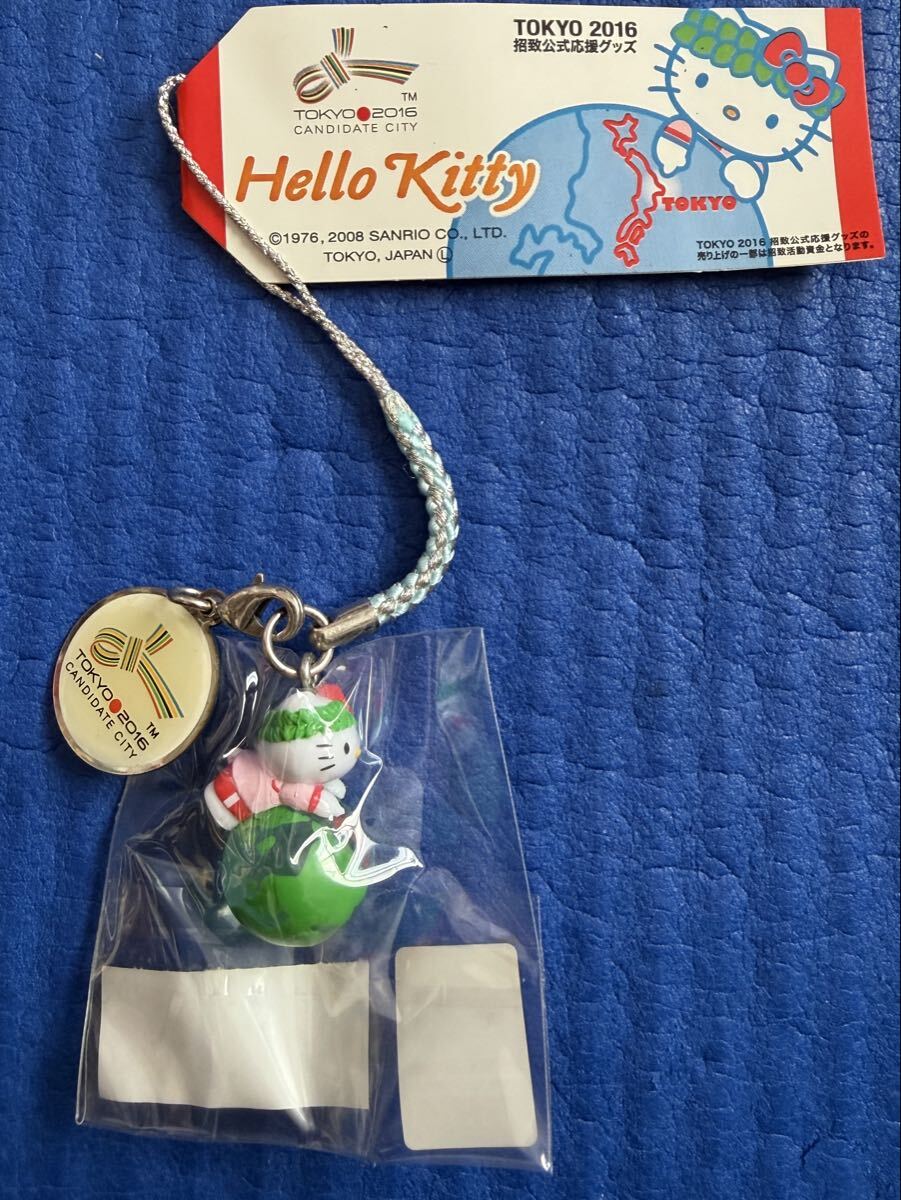 TOKYO 2016
招致公式応援グッズ
TM
TOKYO 2016
CANDIDATE CITY
Hello Kitty
TOKYO
©1976, 2008 SANRIO CO., LTD.
TOKYO, JAPAN Ⓛ
TOKYO 2016 招致公式応援グッズの
売り上げの一部は招致活動資金となります。
TOKYO 2016
CANDIDATE CITY
TM